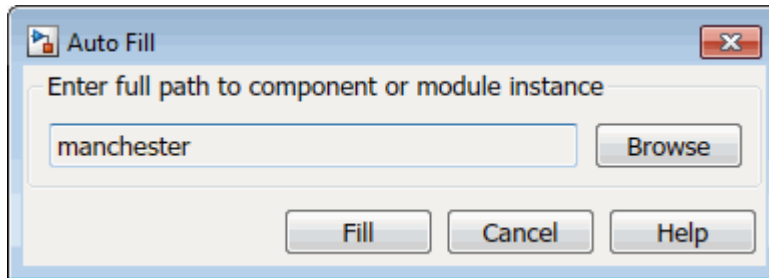 Auto Fill
Enter full path to component or module instance
manchester
Browse
Fill Cancel Help